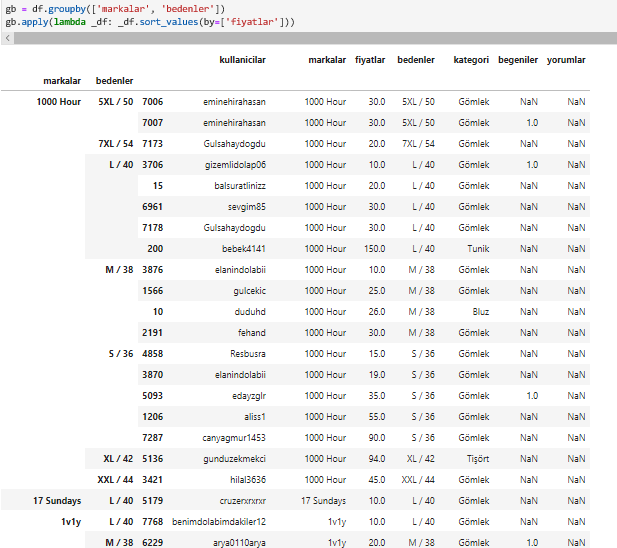 gb = df.groupby(['markalar', 'bedenler'])
gb.apply(lambda _df: _df.sort_values(by=['fiyatlar']))
kullanicilar markalar fiyatlar bedenler kategori begeniler yorumlar
markalar bedenler
1000 Hour 5XL / 50 7006 eminehirahasan 1000 Hour 30.0 5XL / 50 Gömlek NaN NaN
7007 eminehirahasan 1000 Hour 30.0 5XL / 50 Gömlek 1.0 NaN
7XL / 54 7173 Gulsahaydogdu 1000 Hour 20.0 7XL / 54 Gömlek NaN NaN
L / 40 3706 gizemlidolap06 1000 Hour 10.0 L / 40 Gömlek 1.0 NaN
15 balsuratlinizz 1000 Hour 20.0 L / 40 Gömlek NaN NaN
6961 sevgim85 1000 Hour 30.0 L / 40 Gömlek NaN NaN
7178 Gulsahaydogdu 1000 Hour 30.0 L / 40 Gömlek NaN NaN
200 bebek4141 1000 Hour 150.0 L / 40 Tunik NaN NaN
M / 38 3876 elanindolabii 1000 Hour 10.0 M / 38 Gömlek NaN NaN
1566 gulcekic 1000 Hour 25.0 M / 38 Gömlek NaN NaN
10 duduhd 1000 Hour 26.0 M / 38 Bluz NaN NaN
2191 fehand 1000 Hour 30.0 M / 38 Gömlek NaN NaN
S / 36 4858 Resbusra 1000 Hour 15.0 S / 36 Gömlek NaN NaN
3870 elanindolabii 1000 Hour 19.0 S / 36 Gömlek NaN NaN
5093 edayzglr 1000 Hour 35.0 S / 36 Gömlek 1.0 NaN
1206 aliss1 1000 Hour 55.0 S / 36 Gömlek NaN NaN
7287 canyagmur1453 1000 Hour 90.0 S / 36 Gömlek NaN NaN
XL / 42 5136 gunduzekmekci 1000 Hour 94.0 XL / 42 Tişört NaN NaN
XXL / 44 3421 hilal3636 1000 Hour 45.0 XXL / 44 Gömlek NaN NaN
17 Sundays L / 40 5179 cruzerxrxrxr 17 Sundays 10.0 L / 40 Gömlek NaN NaN
1v1y L / 40 7768 benimdolabimdakiler12 1v1y 10.0 L / 40 Gömlek NaN NaN
M / 38 6229 arya0110arya 1v1y 20.0 M / 38 Gömlek 1.0 NaN